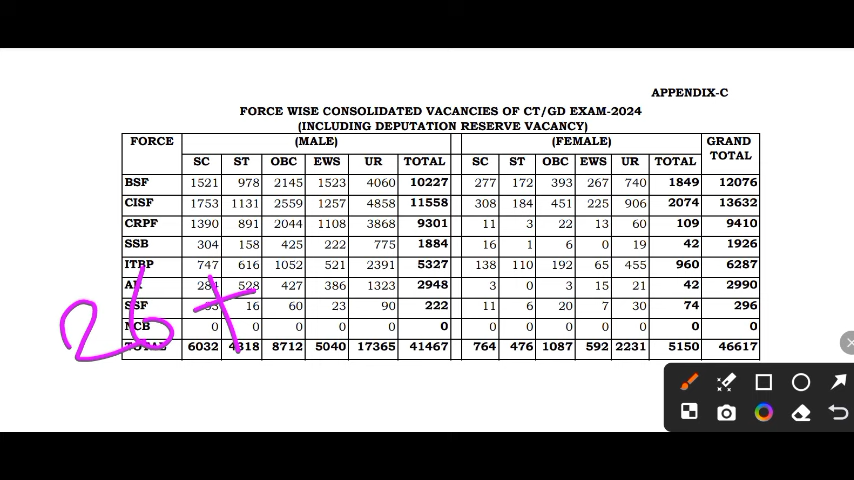 APPENDIX-C
FORCE WISE CONSOLIDATED VACANCIES OF CT/GD EXAM-2024
(INCLUDING DEPUTATION RESERVE VACANCY)
FORCE (MALE) (FEMALE) GRAND TOTAL
SC ST OBC EWS UR TOTAL SC ST OBC EWS UR TOTAL
BSF 1521 978 2145 1523 4060 10227 277 172 393 267 740 1849 12076
CISF 1753 1131 2559 1257 4858 11558 308 184 451 225 906 2074 13632
CRPF 1390 891 2044 1108 3868 9301 11 3 22 13 60 109 9410
SSB 304 158 425 222 775 1884 16 1 6 0 19 42 1926
ITBP 747 616 1052 521 2391 5327 138 110 192 65 455 960 6287
AR 284 528 427 386 1323 2948 3 0 3 15 21 42 2990
SSF 33 16 60 23 90 222 11 6 20 7 30 74 296
NCB 0 0 0 0 0 0 0 0 0 0 0 0 0
TOTAL 6032 4318 8712 5040 17365 41467 764 476 1087 592 2231 5150 46617
26+